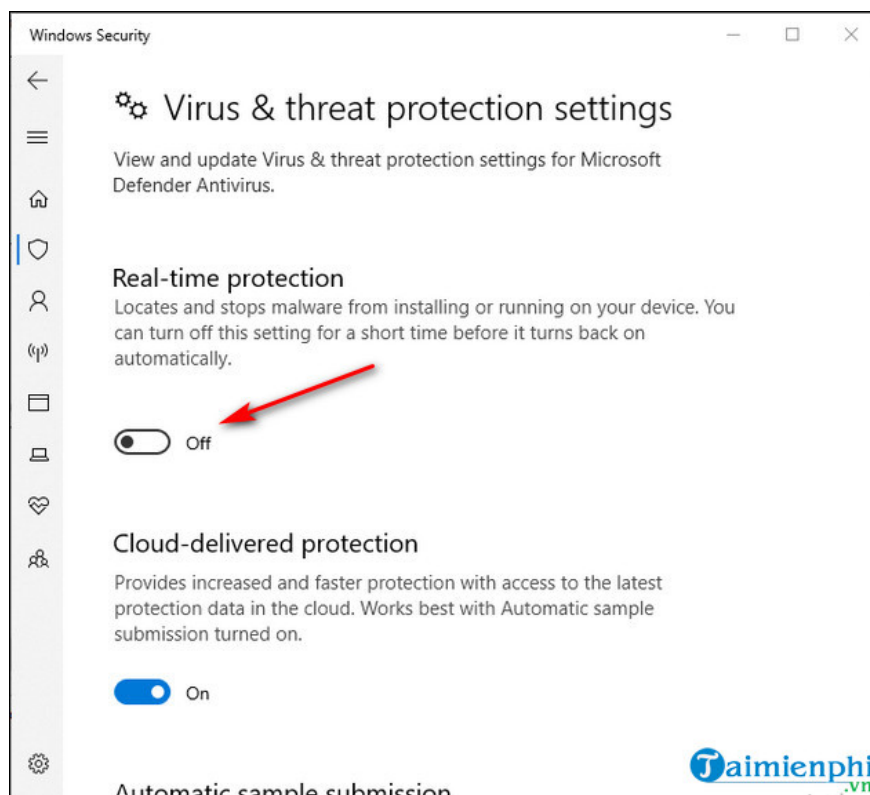 Windows Security
Virus & threat protection settings
View and update Virus & threat protection settings for Microsoft
Defender Antivirus.
Real-time protection
Locates and stops malware from installing or running on your device. You
can turn off this setting for a short time before it turns back on
automatically.
Off
Cloud-delivered protection
Provides increased and faster protection with access to the latest
protection data in the cloud. Works best with Automatic sample
submission turned on.
On
Automatic sample submission
Taimienphi
.vn